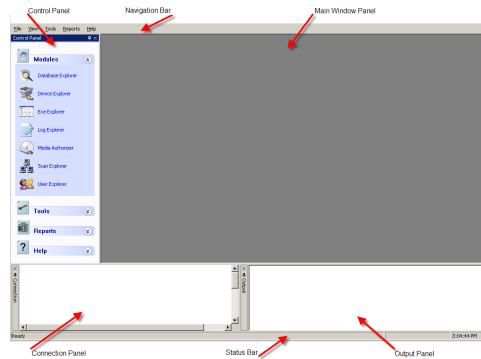 Control Panel
Navigation Bar
Main Window Panel
File View Tools Reports Help
Control Panel
Modules
Database Explorer
Device Explorer
Exe Explorer
Log Explorer
Media Authorizer
Scan Explorer
User Explorer
Tools
Reports
Help
Connection
Output
Ready
3:04:44 PM
Connection Panel
Status Bar
Output Panel